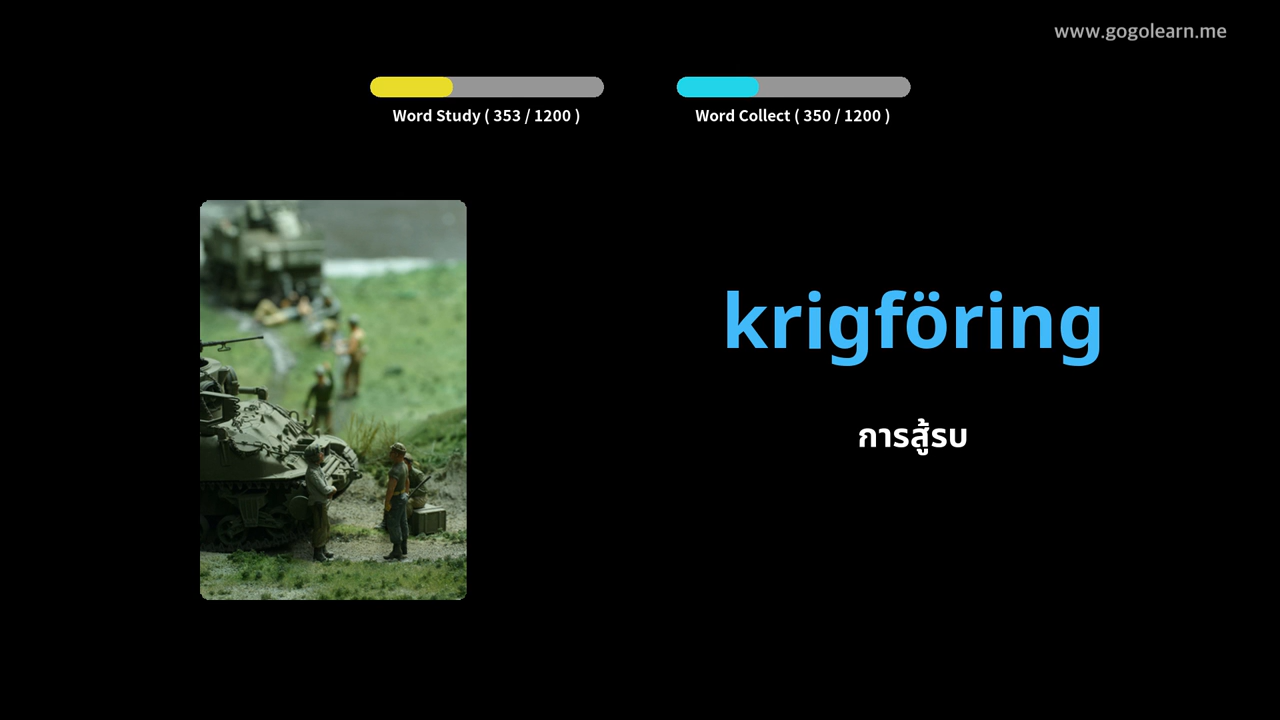 www.gogolearn.me
Word Study ( 353 / 1200 )
Word Collect ( 350 / 1200 )
krigföring
การสู้รบ